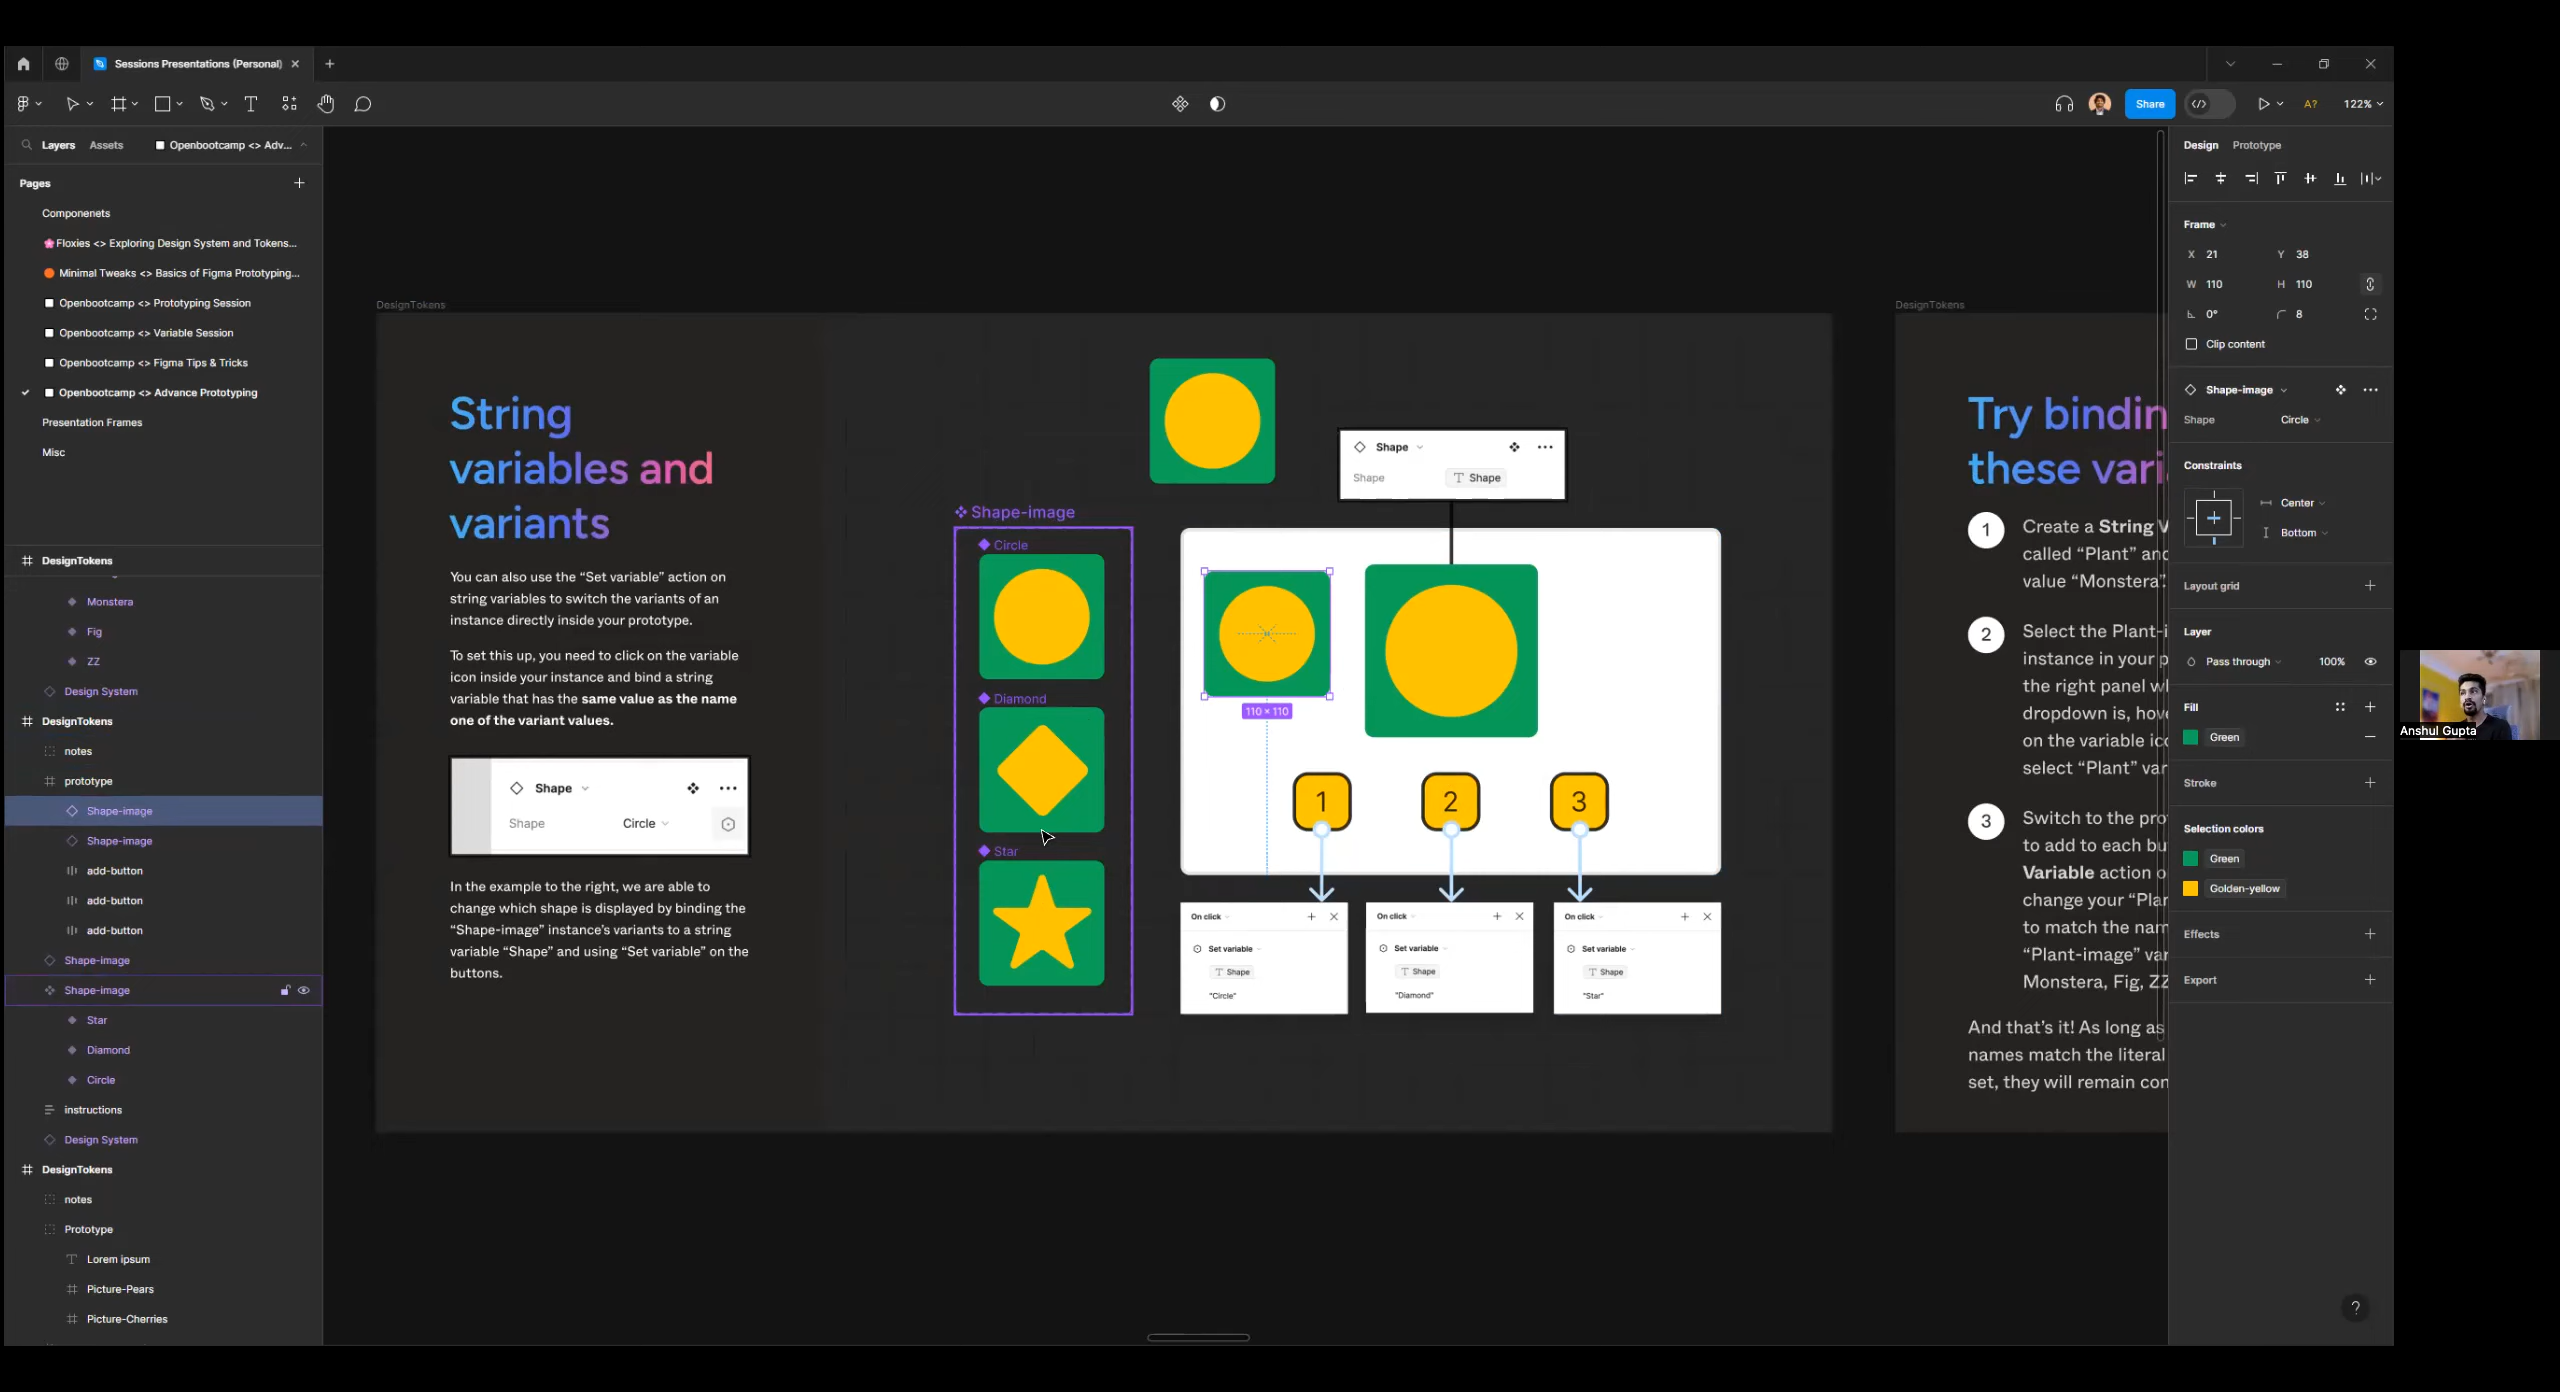 Sessions Presentations (Personal)
Share
A?
122%
Layers
Assets
Openbootcamp <> Adv...
Pages
Componenets
Floxies <> Exploring Design System and Tokens...
Minimal Tweaks <> Basics of Figma Prototyping...
Openbootcamp <> Prototyping Session
Openbootcamp <> Variable Session
Openbootcamp <> Figma Tips & Tricks
Openbootcamp <> Advance Prototyping
Presentation Frames
Misc
DesignTokens
Monstera
Fig
ZZ
Design System
DesignTokens
notes
prototype
Shape-image
Shape-image
add-button
add-button
add-button
Shape-image
Shape-image
Star
Diamond
Circle
instructions
Design System
DesignTokens
notes
Prototype
Lorem ipsum
Picture-Pears
Picture-Cherries
DesignTokens
String
variables and
variants
You can also use the “Set variable” action on
string variables to switch the variants of an
instance directly inside your prototype.
To set this up, you need to click on the variable
icon inside your instance and bind a string
variable that has the same value as the name
one of the variant values.
Shape
Shape
Circle
In the example to the right, we are able to
change which shape is displayed by binding the
“Shape-image” instance’s variants to a string
variable “Shape” and using “Set variable” on the
buttons.
Shape-image
Circle
Diamond
Star
Shape
Shape
Shape
110 × 110
1
2
3
On click
Set variable
Shape
"Circle"
On click
Set variable
Shape
"Diamond"
On click
Set variable
Shape
"Star"
DesignTokens
Try bindin
these vari
1
Create a String V
called “Plant” and
value “Monstera”.
2
Select the Plant-i
instance in your p
the right panel wh
dropdown is, hove
on the variable ico
select “Plant” var
3
Switch to the pro
to add to each bu
Variable action o
change your “Plan
to match the nam
“Plant-image” var
Monstera, Fig, ZZ
And that’s it! As long as
names match the literal
set, they will remain con
Design
Prototype
Frame
X 21
Y 38
W 110
H 110
0°
8
Clip content
Shape-image
Shape
Circle
Constraints
Center
Bottom
Layout grid
Layer
Pass through
100%
Fill
Green
Stroke
Selection colors
Green
Golden-yellow
Effects
Export
?
Anshul Gupta